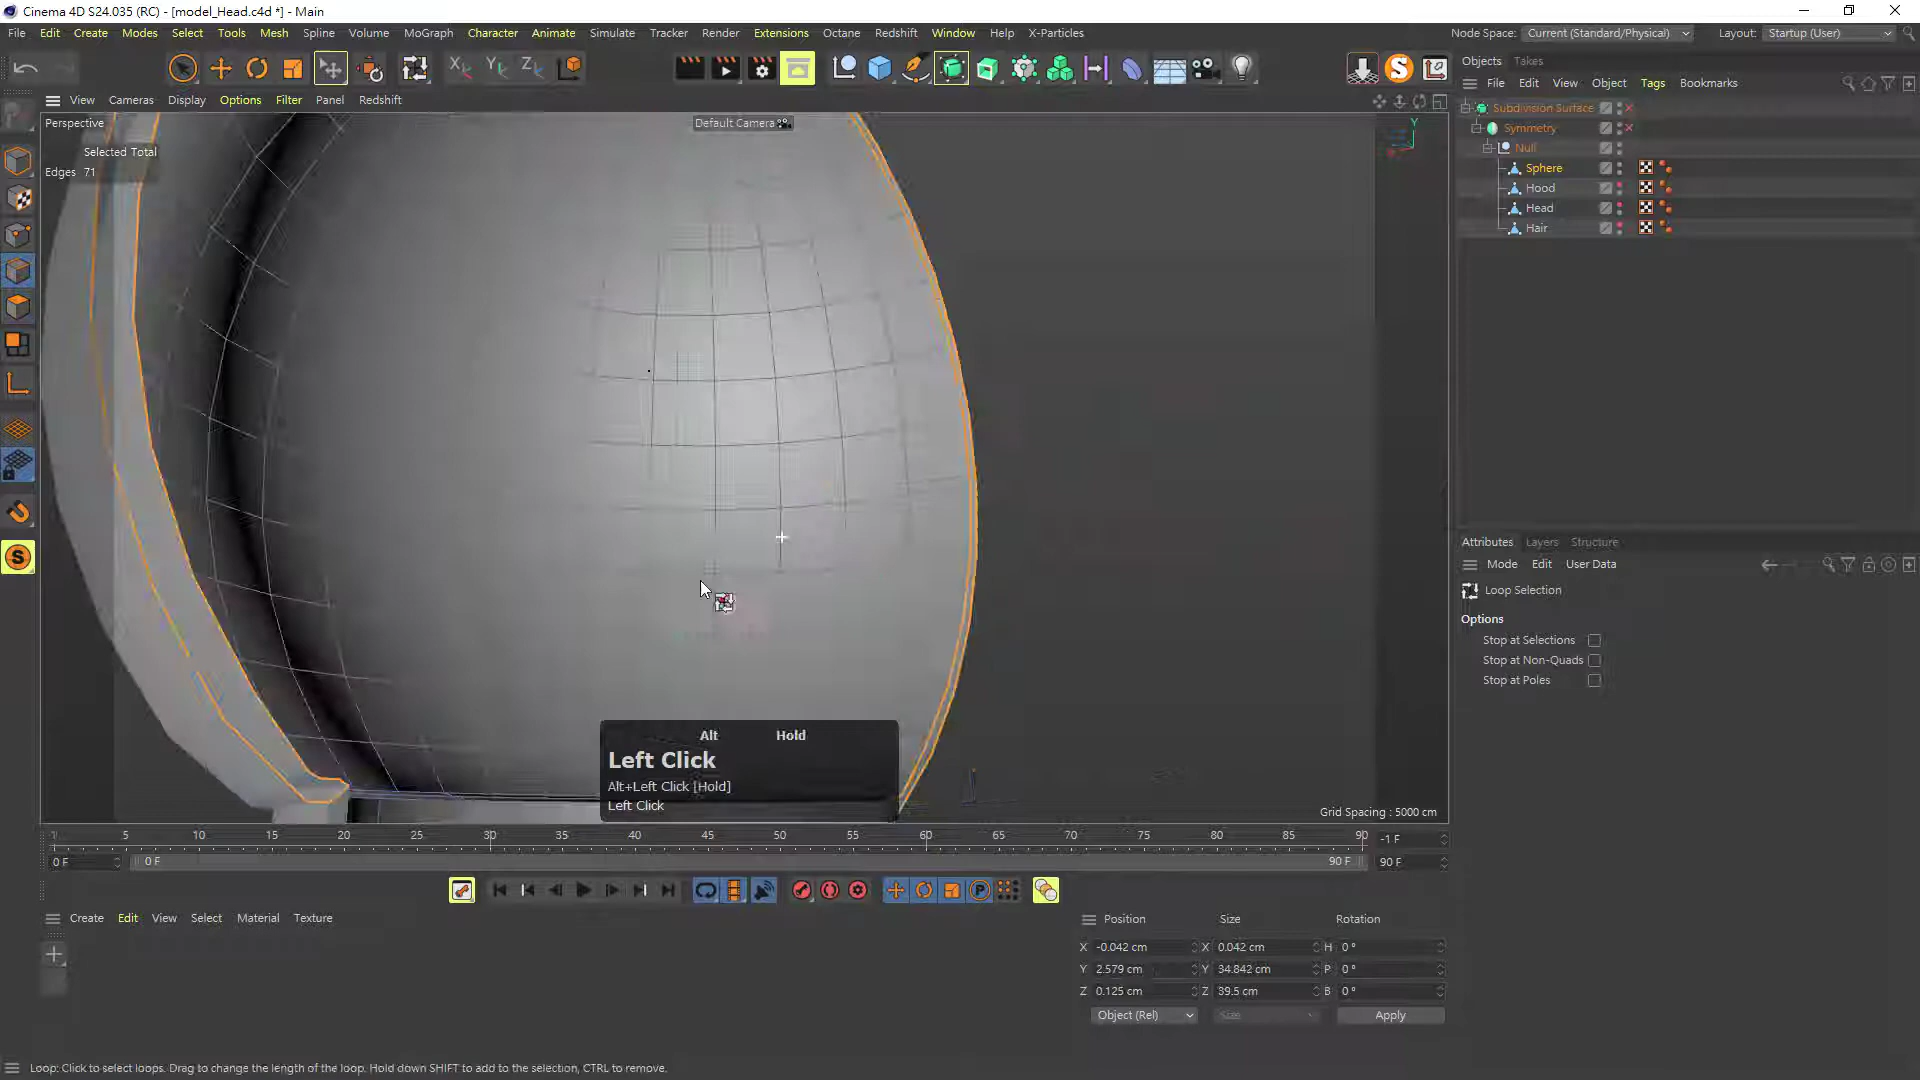 Cinema 4D S24.035 (RC) - [model_Head.c4d *] - Main
File Edit Create Modes Select Tools Mesh Spline Volume MoGraph Character Animate Simulate Tracker Render Extensions Octane Redshift Window Help X-Particles
Node Space: Current (Standard/Physical) Layout: Startup (User)
Objects Takes
File Edit View Object Tags Bookmarks
View Cameras Display Options Filter Panel Redshift
Perspective
Default Camera
Selected Total
Edges 71
Subdivision Surface
Symmetry
Null
Sphere
Hood
Head
Hair
Y
Attributes Layers Structure
Mode Edit User Data
Loop Selection
Options
Stop at Selections
Stop at Non-Quads
Stop at Poles
Alt Hold
Left Click
Alt+Left Click [Hold]
Left Click
Grid Spacing : 5000 cm
5 10 15 20 25 30 35 40 45 50 55 60 65 70 75 80 85 90 -1 F
0 F 0 F 90 F 90 F
Create Edit View Select Material Texture
Position Size Rotation
X -0.042 cm X 0.042 cm H 0 °
Y 2.579 cm Y 34.842 cm P 0 °
Z 0.125 cm Z 39.5 cm B 0 °
Object (Rel) Size Apply
Loop: Click to select loops. Drag to change the length of the loop. Hold down SHIFT to add to the selection, CTRL to remove.